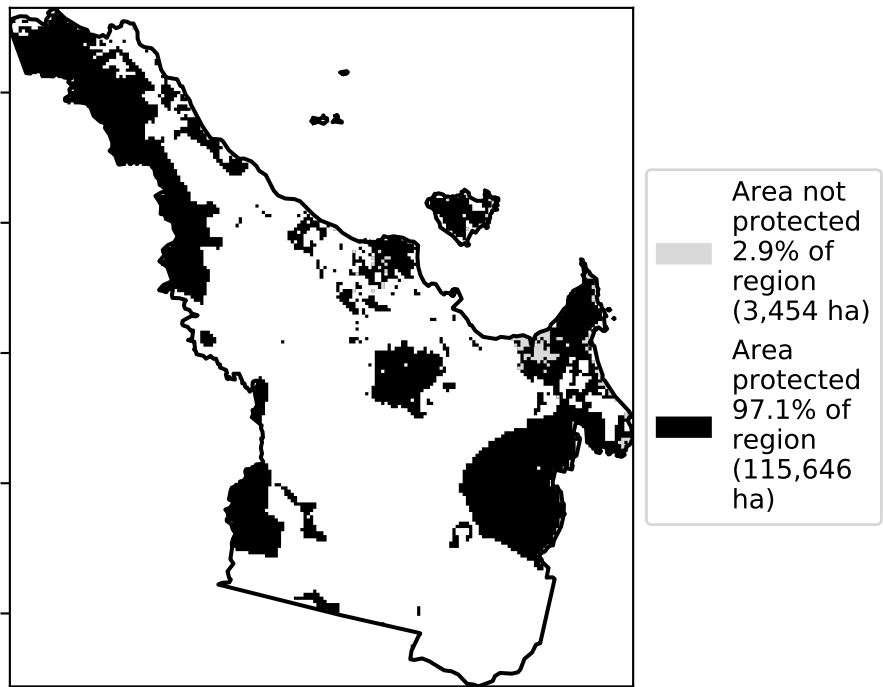 Area not
protected
2.9% of
region
(3,454 ha)
Area
protected
97.1% of
region
(115,646
ha)